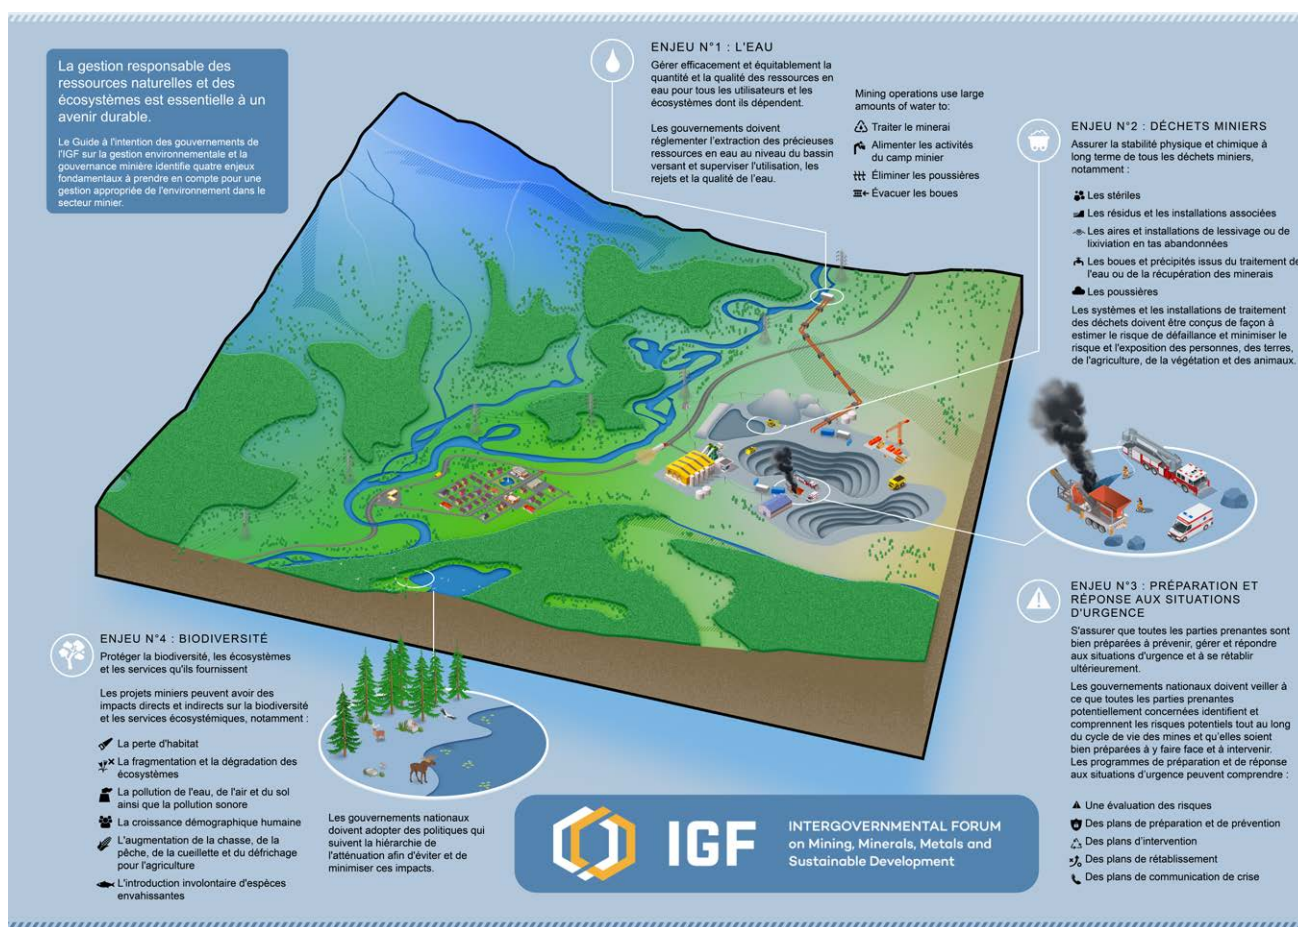 La gestion responsable des
ressources naturelles et des
écosystèmes est essentielle à un
avenir durable.
Le Guide à l'intention des gouvernements de
l'IGF sur la gestion environnementale et la
gouvernance minière identifie quatre enjeux
fondamentaux à prendre en compte pour une
gestion appropriée de l'environnement dans le
secteur minier.
ENJEU N°1 : L'EAU
Gérer efficacement et équitablement la
quantité et la qualité des ressources en
eau pour tous les utilisateurs et les
écosystèmes dont ils dépendent.
Les gouvernements doivent
réglementer l'extraction des précieuses
ressources en eau au niveau du bassin
versant et superviser l'utilisation, les
rejets et la qualité de l'eau.
Mining operations use large
amounts of water to:
Traiter le minerai
Alimenter les activités
du camp minier
Éliminer les poussières
Évacuer les boues
ENJEU N°2 : DÉCHETS MINIERS
Assurer la stabilité physique et chimique à
long terme de tous les déchets miniers,
notamment :
Les stériles
Les résidus et les installations associées
Les aires et installations de lessivage ou de
lixiviation en tas abandonnées
Les boues et précipités issus du traitement de
l'eau ou de la récupération des minerais
Les poussières
Les systèmes et les installations de traitement
des déchets doivent être conçus de façon à
estimer le risque de défaillance et minimiser le
risque et l'exposition des personnes, des terres,
de l'agriculture, de la végétation et des animaux.
ENJEU N°3 : PRÉPARATION ET
RÉPONSE AUX SITUATIONS
D'URGENCE
S'assurer que toutes les parties prenantes sont
bien préparées à prévenir, gérer et répondre
aux situations d'urgence et à se rétablir
ultérieurement.
Les gouvernements nationaux doivent veiller à
ce que toutes les parties prenantes
potentiellement concernées identifient et
comprennent les risques potentiels tout au long
du cycle de vie des mines et qu'elles soient
bien préparées à y faire face et à intervenir.
Les programmes de préparation et de réponse
aux situations d'urgence peuvent comprendre :
Une évaluation des risques
Des plans de préparation et de prévention
Des plans d'intervention
Des plans de rétablissement
Des plans de communication de crise
ENJEU N°4 : BIODIVERSITÉ
Protéger la biodiversité, les écosystèmes
et les services qu'ils fournissent
Les projets miniers peuvent avoir des
impacts directs et indirects sur la biodiversité
et les services écosystémiques, notamment :
La perte d'habitat
La fragmentation et la dégradation des
écosystèmes
La pollution de l'eau, de l'air et du sol
ainsi que la pollution sonore
La croissance démographique humaine
L'augmentation de la chasse, de la
pêche, de la cueillette et du défrichage
pour l'agriculture
L'introduction involontaire d'espèces
envahissantes
Les gouvernements nationaux
doivent adopter des politiques qui
suivent la hiérarchie de
l'atténuation afin d'éviter et de
minimiser ces impacts.
IGF
INTERGOVERNMENTAL FORUM
on Mining, Minerals, Metals and
Sustainable Development